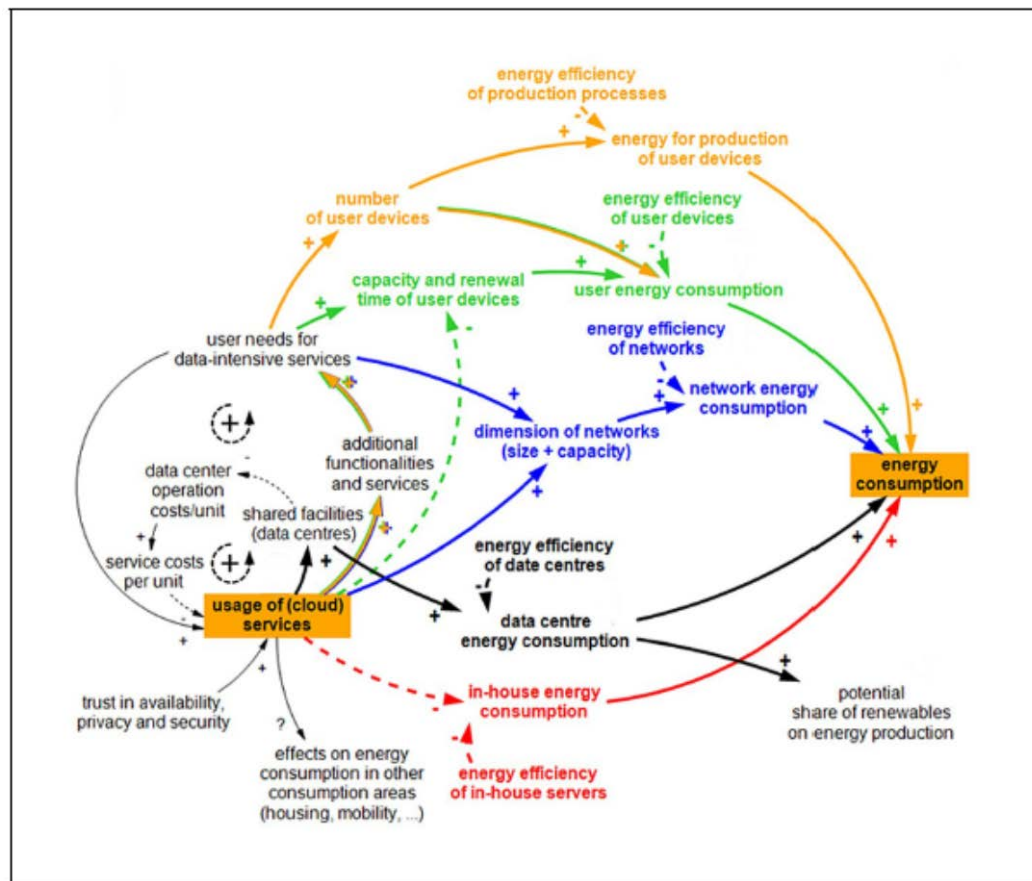 energy efficiency
of production processes
energy for production
of user devices
number
of user devices
energy efficiency
of user devices
capacity and renewal
time of user devices
user energy consumption
user needs for
data-intensive services
energy efficiency
of networks
network energy
consumption
dimension of networks
(size + capacity)
additional
functionalities
and services
energy
consumption
data center
operation
costs/unit
shared facilities
(data centres)
service costs
per unit
energy efficiency
of date centres
usage of (cloud)
services
data centre
energy consumption
trust in availability,
privacy and security
in-house energy
consumption
potential
share of renewables
on energy production
?
effects on energy
consumption in other
consumption areas
(housing, mobility, ...)
energy efficiency
of in-house servers